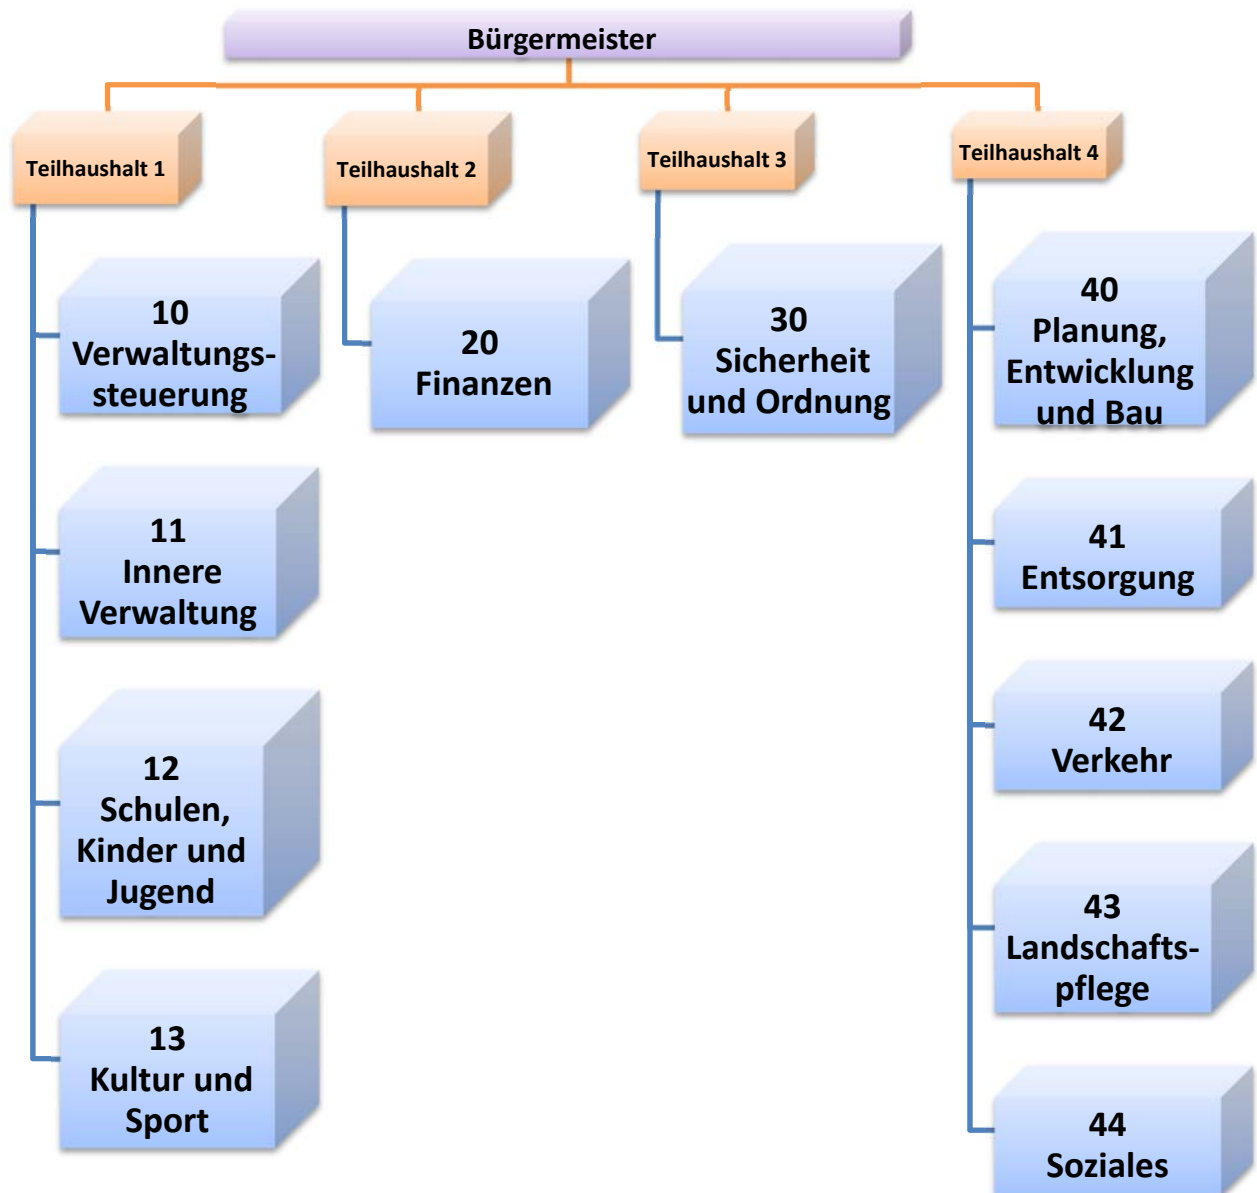 Bürgermeister
Teilhaushalt 1
Teilhaushalt 2
Teilhaushalt 3
Teilhaushalt 4
10
Verwaltungs-
steuerung
11
Innere
Verwaltung
12
Schulen,
Kinder und
Jugend
13
Kultur und
Sport
20
Finanzen
30
Sicherheit
und Ordnung
40
Planung,
Entwicklung
und Bau
41
Entsorgung
42
Verkehr
43
Landschafts-
pflege
44
Soziales